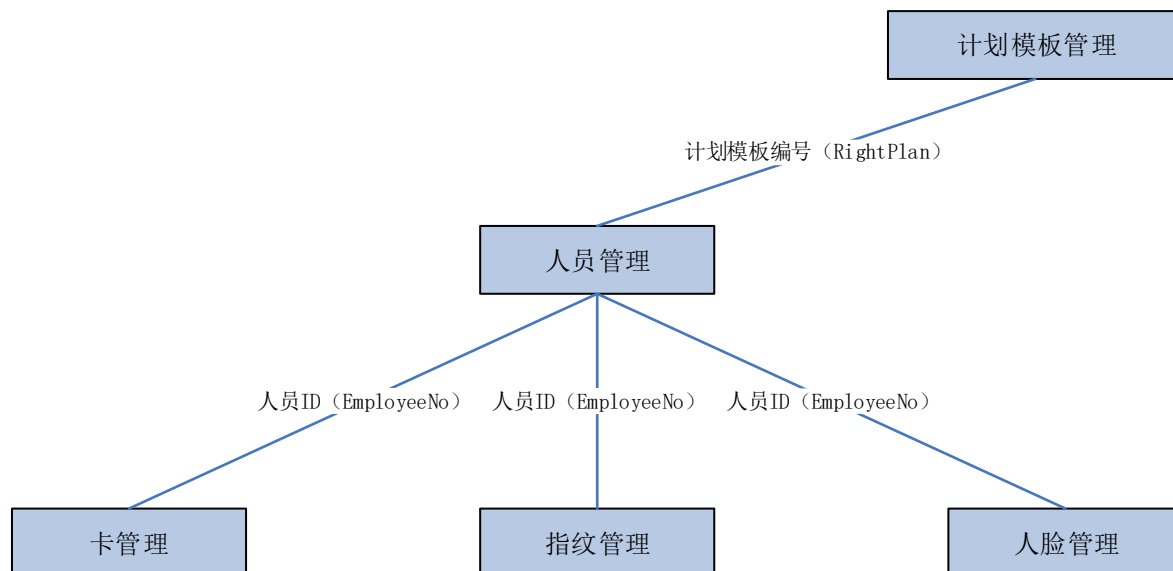 计划模板管理
计划模板编号（RightPlan）
人员管理
人员ID（EmployeeNo）
人员ID（EmployeeNo）
人员ID（EmployeeNo）
卡管理
指纹管理
人脸管理